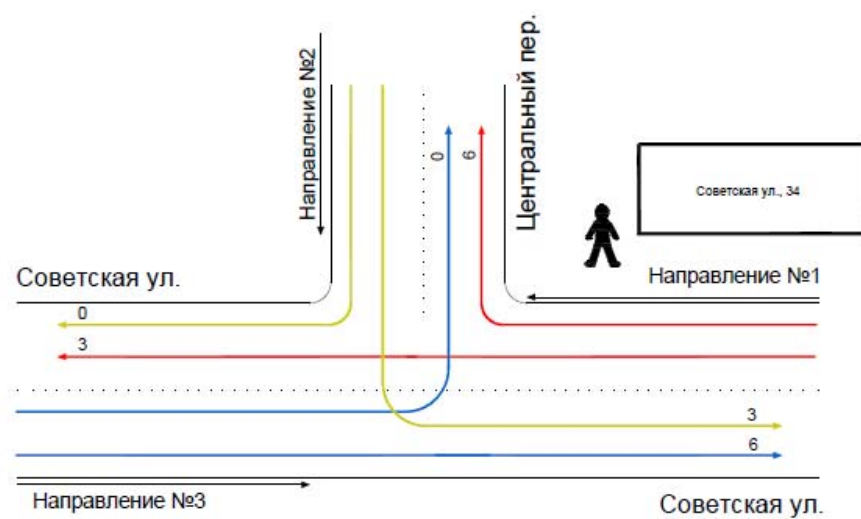 Направление №2
Центральный пер.
0
6
Советская ул., 34
Советская ул.
Направление №1
0
3
3
6
Направление №3
Советская ул.